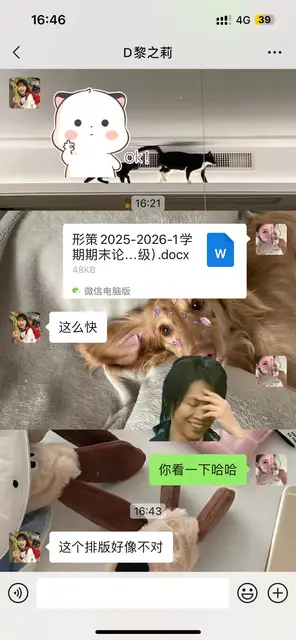 16:46
4G 39
D黎之莉
ok!
16:21
形策 2025-2026-1学
期期末论...级).docx
W
48KB
微信电脑版
这么快
你看一下哈哈
16:43
这个排版好像不对